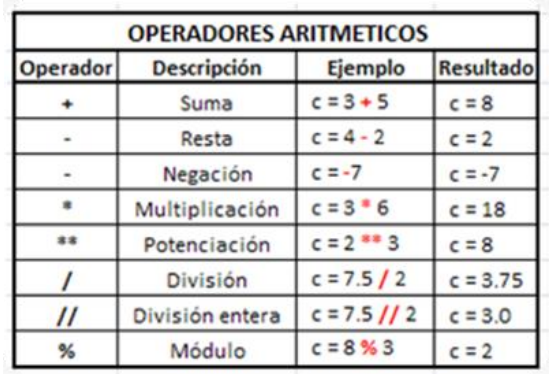 OPERADORES ARITMETICOS
Operador Descripción Ejemplo Resultado
+ Suma c = 3 + 5 c = 8
- Resta c = 4 - 2 c = 2
- Negación c = -7 c = -7
* Multiplicación c = 3 * 6 c = 18
** Potenciación c = 2 ** 3 c = 8
/ División c = 7.5 / 2 c = 3.75
// División entera c = 7.5 // 2 c = 3.0
% Módulo c = 8 % 3 c = 2